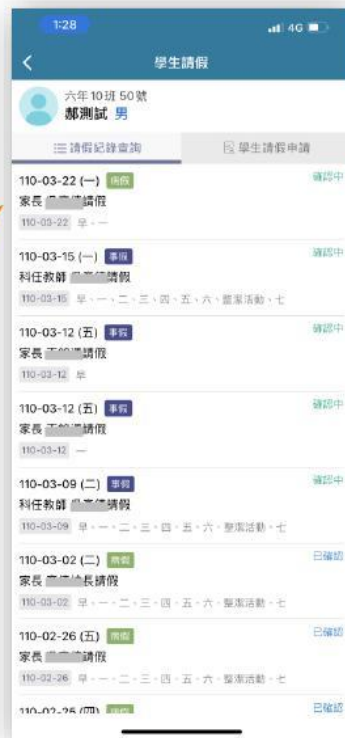 1:28 4G
學生請假
六年10班 50號
郝測試 男
請假紀錄查詢 學生請假申請
110-03-22 (一) 病假 確認中
家長 請假
110-03-22 早、一
110-03-15 (一) 事假 確認中
科任教師 請假
110-03-15 早、一、二、三、四、五、六、整潔活動、七
110-03-12 (五) 事假 確認中
家長 請假
110-03-12 早
110-03-12 (五) 事假 確認中
家長 請假
110-03-12 一
110-03-09 (二) 事假 確認中
科任教師 請假
110-03-09 早、一、二、三、四、五、六、整潔活動、七
110-03-02 (二) 病假 已確認
家長 長請假
110-03-02 早、一、二、三、四、五、六、整潔活動、七
110-02-26 (五) 病假 已確認
家長 請假
110-02-26 早、一、二、三、四、五、六、整潔活動、七
110-02-25 (四) 病假 已確認